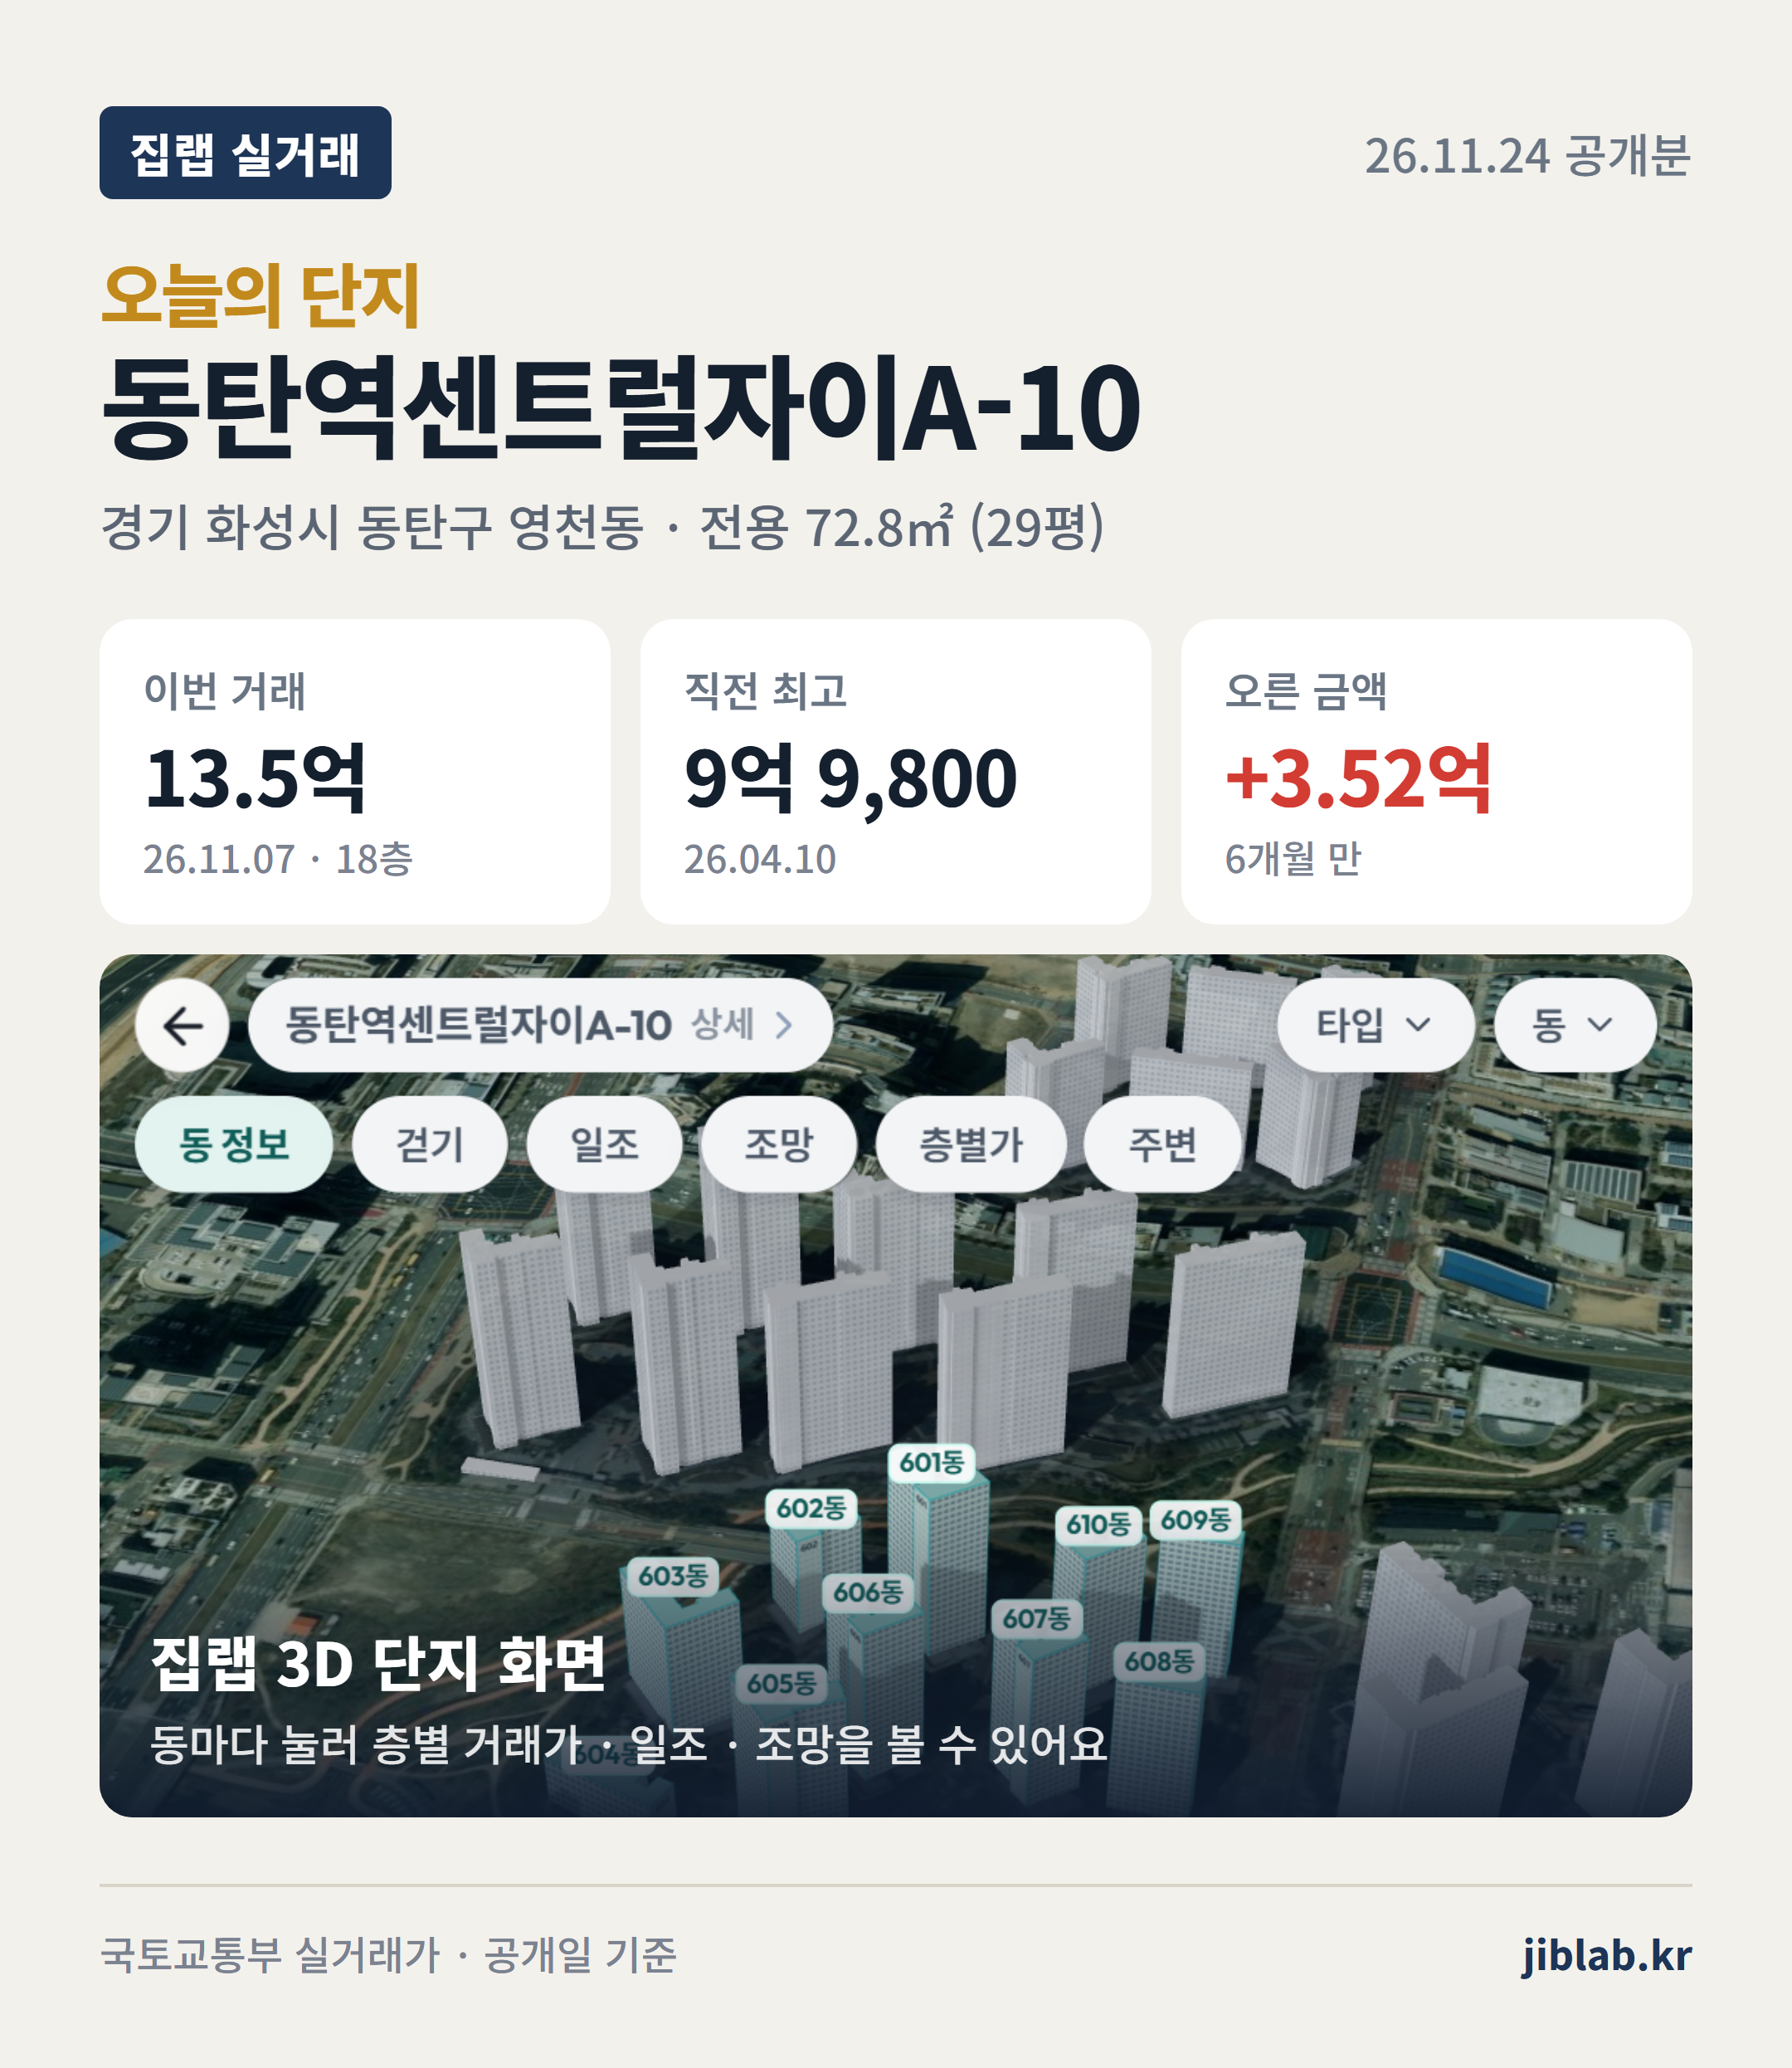 집랩 실거래
26.11.24 공개분
오늘의 단지
동탄역센트럴자이A-10
경기 화성시 동탄구 영천동 · 전용 72.8㎡ (29평)
이번 거래
13.5억
26.11.07 · 18층
직전 최고
9억 9,800
26.04.10
오른 금액
+3.52억
6개월 만
동탄역센트럴자이A-10 상세
타입
동
동 정보
걷기
일조
조망
층별가
주변
601동
602동
610동
609동
603동
606동
607동
608동
605동
604동
집랩 3D 단지 화면
동마다 눌러 층별 거래가 · 일조 · 조망을 볼 수 있어요
국토교통부 실거래가 · 공개일 기준
jiblab.kr